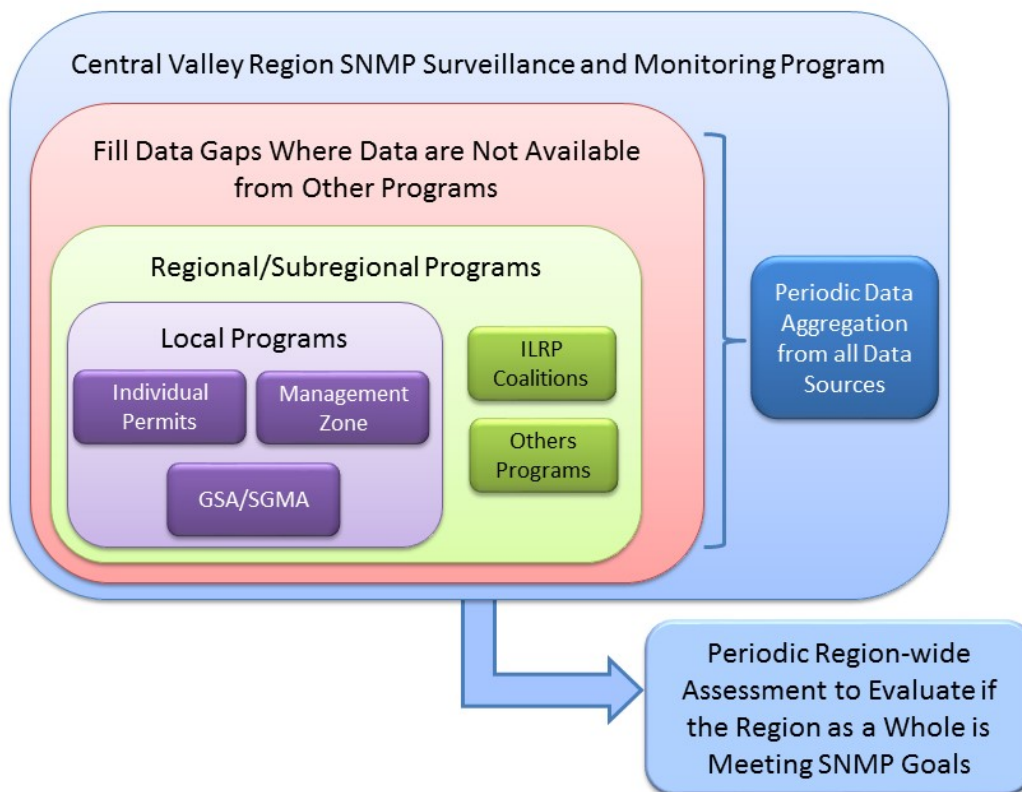 Central Valley Region SNMP Surveillance and Monitoring Program
Fill Data Gaps Where Data are Not Available
from Other Programs
Regional/Subregional Programs
Local Programs
Individual
Permits
Management
Zone
GSA/SGMA
ILRP
Coalitions
Others
Programs
Periodic Data
Aggregation
from all Data
Sources
Periodic Region-wide
Assessment to Evaluate if
the Region as a Whole is
Meeting SNMP Goals